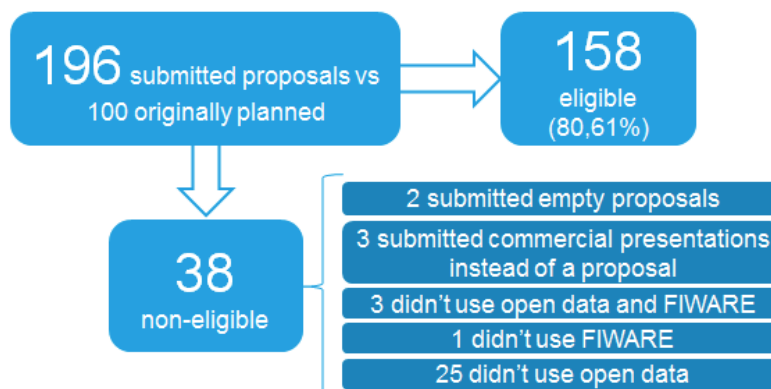 196 submitted proposals vs
100 originally planned
158
eligible
(80,61%)
38
non-eligible
2 submitted empty proposals
3 submitted commercial presentations
instead of a proposal
3 didn't use open data and FIWARE
1 didn't use FIWARE
25 didn't use open data